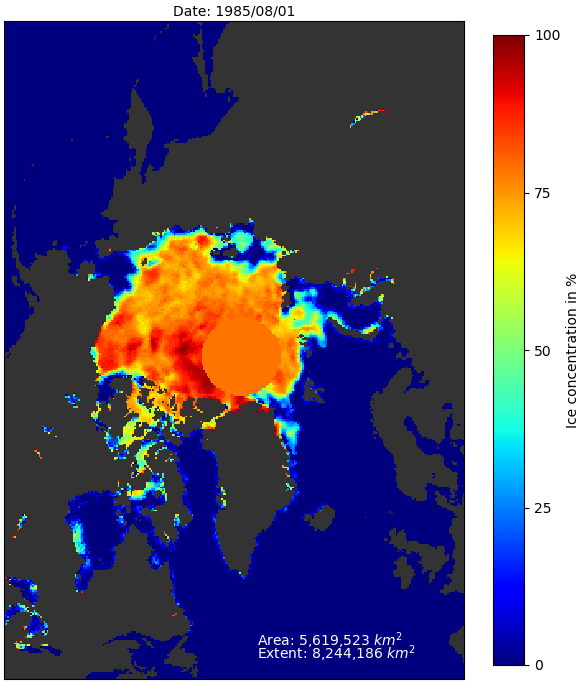 Date: 1985/08/01
100
75
50
25
0
Ice concentration in %
Area: 5,619,523 km²
Extent: 8,244,186 km²